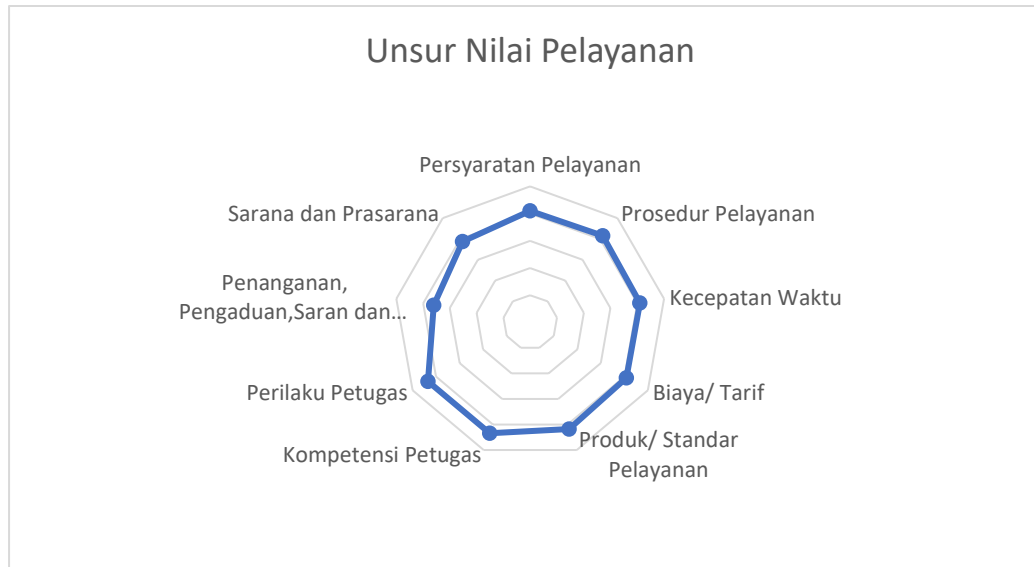 Unsur Nilai Pelayanan
Persyaratan Pelayanan
Prosedur Pelayanan
Kecepatan Waktu
Biaya/ Tarif
Produk/ Standar
Pelayanan
Kompetensi Petugas
Perilaku Petugas
Penanganan,
Pengaduan,Saran dan...
Sarana dan Prasarana